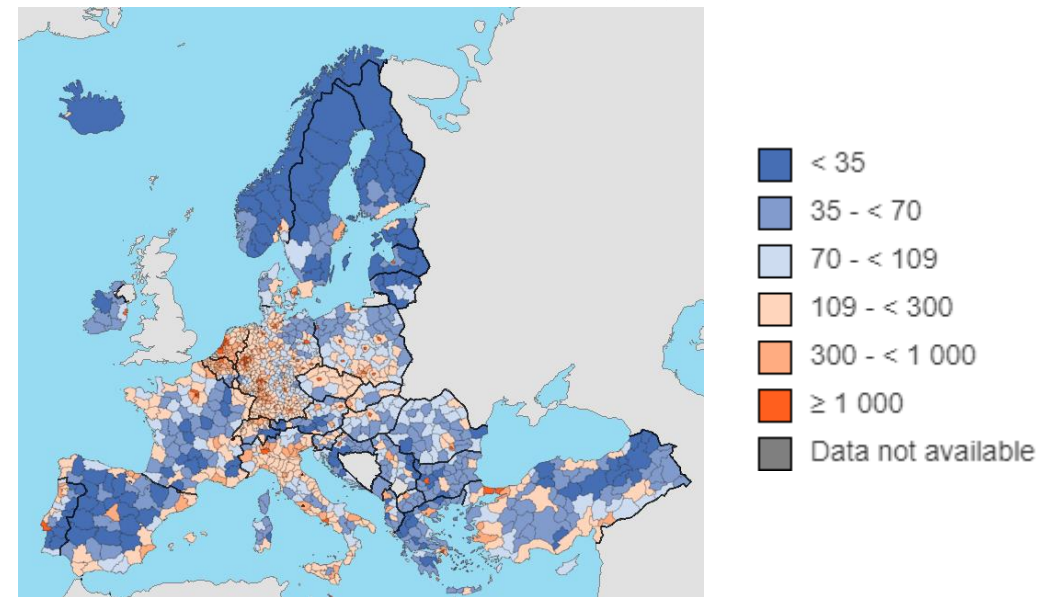 < 35
35 - < 70
70 - < 109
109 - < 300
300 - < 1 000
≥ 1 000
Data not available